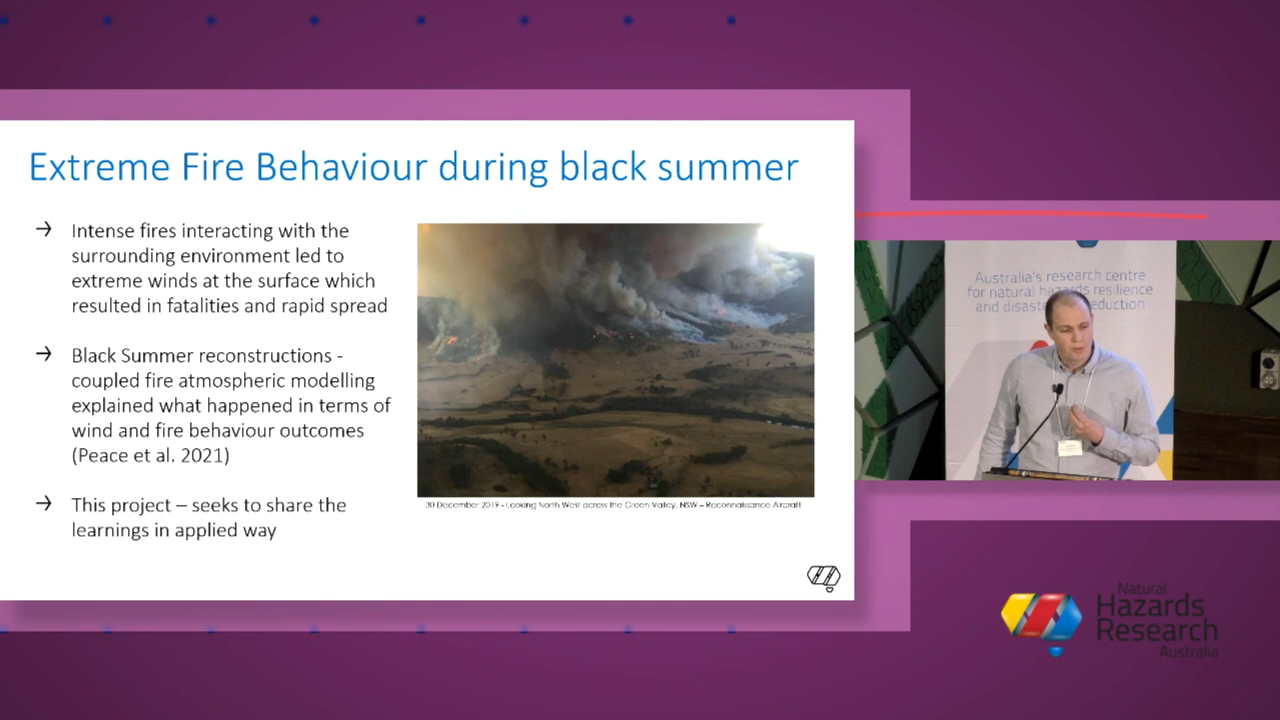 Extreme Fire Behaviour during black summer
→ Intense fires interacting with the
surrounding environment led to
extreme winds at the surface which
resulted in fatalities and rapid spread
→ Black Summer reconstructions -
coupled fire atmospheric modelling
explained what happened in terms of
wind and fire behaviour outcomes
(Peace et al. 2021)
→ This project – seeks to share the
learnings in applied way
30 December 2019 - Looking North West across the Green Valley, NSW – Reconnaissance Aircraft
Australia's research centre
for natural hazards resilience
and disaster reduction
Natural
Hazards
Research
Australia